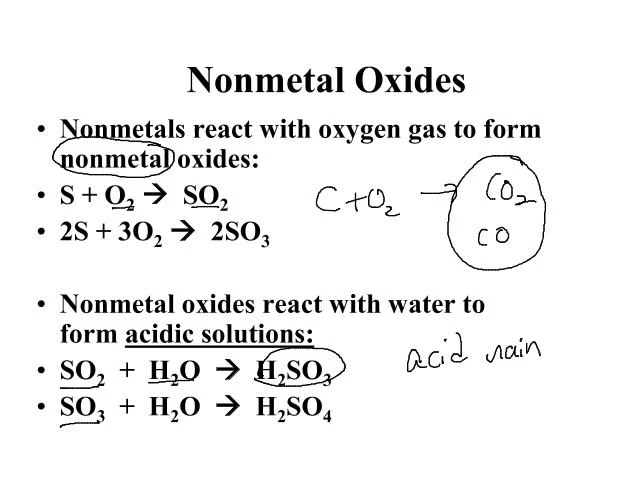 Nonmetal Oxides
• Nonmetals react with oxygen gas to form
nonmetal oxides:
• S + O₂ → SO₂
C + O₂ → CO₂
CO
• 2S + 3O₂ → 2SO₃
• Nonmetal oxides react with water to
form acidic solutions:
acid rain
• SO₂ + H₂O → H₂SO₃
• SO₃ + H₂O → H₂SO₄